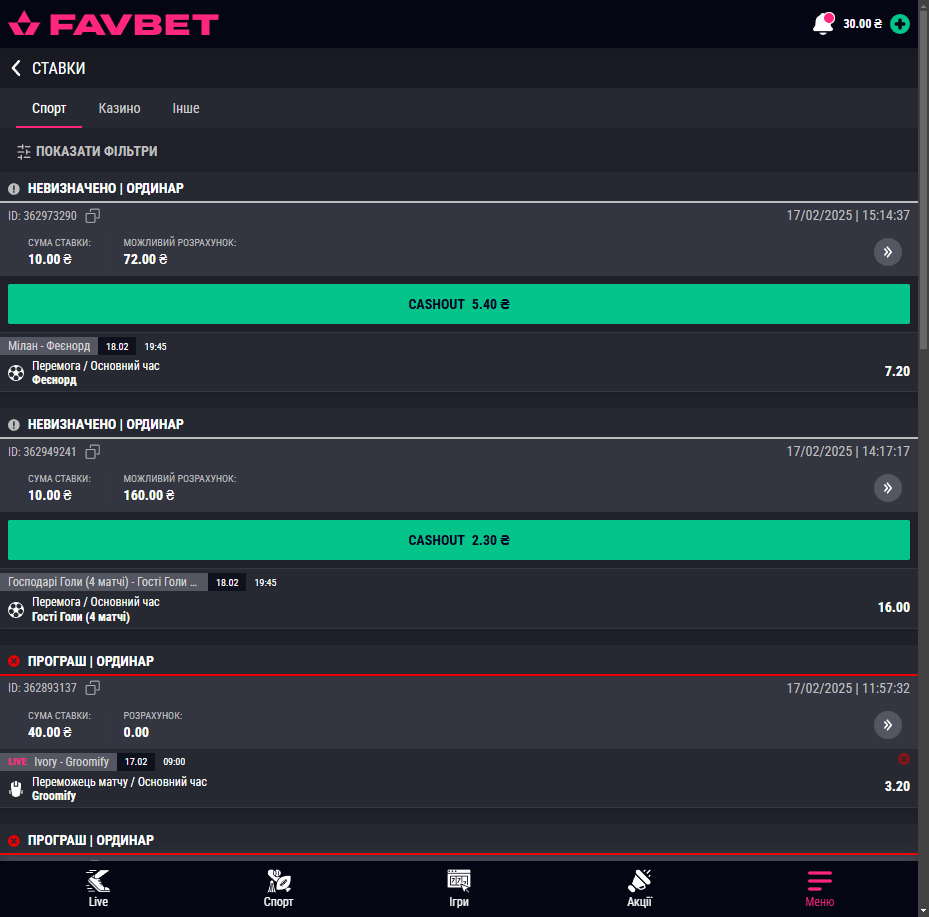 FAVBET
30.00 ₴
СТАВКИ
Спорт Казино Інше
ПОКАЗАТИ ФІЛЬТРИ
НЕВИЗНАЧЕНО | ОРДИНАР
ID: 362973290 17/02/2025 | 15:14:37
СУМА СТАВКИ: МОЖЛИВИЙ РОЗРАХУНОК:
10.00 ₴ 72.00 ₴
CASHOUT 5.40 ₴
Мілан - Феєнорд 18.02 19:45
Перемога / Основний час
Феєнорд
7.20
НЕВИЗНАЧЕНО | ОРДИНАР
ID: 362949241 17/02/2025 | 14:17:17
СУМА СТАВКИ: МОЖЛИВИЙ РОЗРАХУНОК:
10.00 ₴ 160.00 ₴
CASHOUT 2.30 ₴
Господарі Голи (4 матчі) - Гості Голи ... 18.02 19:45
Перемога / Основний час
Гості Голи (4 матчі)
16.00
ПРОГРАШ | ОРДИНАР
ID: 362893137 17/02/2025 | 11:57:32
СУМА СТАВКИ: РОЗРАХУНОК:
40.00 ₴ 0.00
LIVE Ivory - Groomify 17.02 09:00
Переможець матчу / Основний час
Groomify
3.20
ПРОГРАШ | ОРДИНАР
Live Спорт Ігри Акції Меню